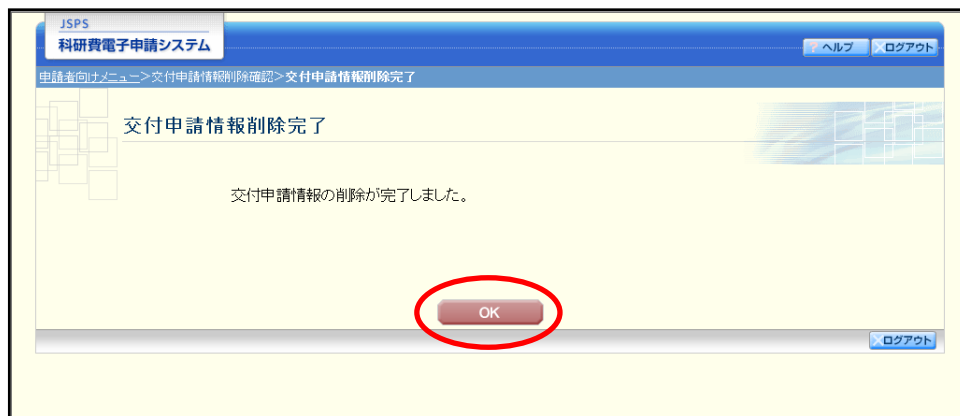 JSPS
科研費電子申請システム
? ヘルプ ログアウト
申請者向けメニュー>交付申請情報削除確認>交付申請情報削除完了
交付申請情報削除完了
交付申請情報の削除が完了しました。
OK
ログアウト